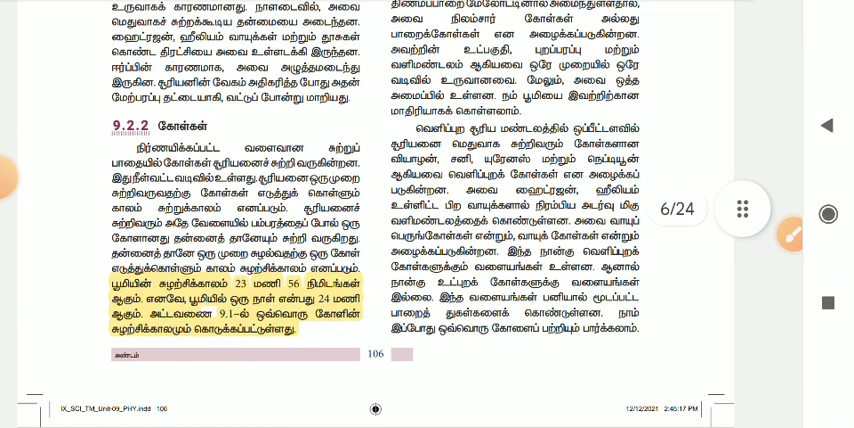 உருவாகக் காரணமானது. நாளடைவில், அவை
மெதுவாகச் சுற்றக்கூடிய தன்மையை அடைந்தன.
ஹைட்ரஜன், ஹீலியம் வாயுக்கள் மற்றும் தூசுகள்
கொண்ட திரட்சியை அவை உள்ளடக்கி இருந்தன.
ஈர்ப்பின் காரணமாக, அவை அழுத்தமடைந்து
இருகின. சூரியனின் வேகம் அதிகரித்த போது அதன்
மேற்பரப்பு தட்டையாகி, வட்டுப் போன்று மாறியது.
9.2.2 கோள்கள்
நிர்ணயிக்கப்பட்ட வளைவான சுற்றுப்
பாதையில் கோள்கள் சூரியனைச் சுற்றி வருகின்றன.
இது நீள்வட்ட வடிவில் உள்ளது. சூரியனை ஒரு முறை
சுற்றிவருவதற்கு கோள்கள் எடுத்துக் கொள்ளும்
காலம் சுற்றுக்காலம் எனப்படும். சூரியனைச்
சுற்றிவரும் அதே வேளையில் பம்பரத்தைப் போல் ஒரு
கோளானது தன்னைத் தானேயும் சுற்றி வருகிறது.
தன்னைத் தானே ஒரு முறை சுழல்வதற்கு ஒரு கோள்
எடுத்துக்கொள்ளும் காலம் சுழற்சிக்காலம் எனப்படும்.
பூமியின் சுழற்சிக்காலம் 23 மணி 56 நிமிடங்கள்
ஆகும். எனவே, பூமியில் ஒரு நாள் என்பது 24 மணி
ஆகும். அட்டவணை 9.1–ல் ஒவ்வொரு கோளின்
சுழற்சிக்காலமும் கொடுக்கப்பட்டுள்ளது.
திண்மப்பாறை மேலோட்டினால் அமைந்துள்ளதால்,
அவை நிலம்சார் கோள்கள் அல்லது
பாறைக்கோள்கள் என அழைக்கப்படுகின்றன.
அவற்றின் உட்பகுதி, புறப்பரப்பு மற்றும்
வளிமண்டலம் ஆகியவை ஒரே முறையில் ஒரே
வடிவில் உருவானவை. மேலும், அவை ஒத்த
அமைப்பில் உள்ளன. நம் பூமியை இவற்றிற்கான
மாதிரியாகக் கொள்ளலாம்.
வெளிப்புற சூரிய மண்டலத்தில் ஒப்பீட்டளவில்
சூரியனை மெதுவாக சுற்றிவரும் கோள்களான
வியாழன், சனி, யுரேனஸ் மற்றும் நெப்டியூன்
ஆகியவை வெளிப்புறக் கோள்கள் என அழைக்கப்
படுகின்றன. அவை ஹைட்ரஜன், ஹீலியம்
உள்ளிட்ட பிற வாயுக்களால் நிரம்பிய அடர்வு மிகு
வளிமண்டலத்தைக் கொண்டுள்ளன. அவை வாயுப்
பெருங்கோள்கள் என்றும், வாயுக் கோள்கள் என்றும்
அழைக்கப்படுகின்றன. இந்த நான்கு வெளிப்புறக்
கோள்களுக்கும் வளையங்கள் உள்ளன. ஆனால்
நான்கு உட்புறக் கோள்களுக்கு வளையங்கள்
இல்லை. இந்த வளையங்கள் பனியால் மூடப்பட்ட
பாறைத் துகள்களைக் கொண்டுள்ளன. நாம்
இப்போது ஒவ்வொரு கோளைப் பற்றியும் பார்க்கலாம்.
6/24
அண்டம்
106
IX_SCI_TM_Unit-09_PHY.indd 106
12/12/2021 2:45:17 PM